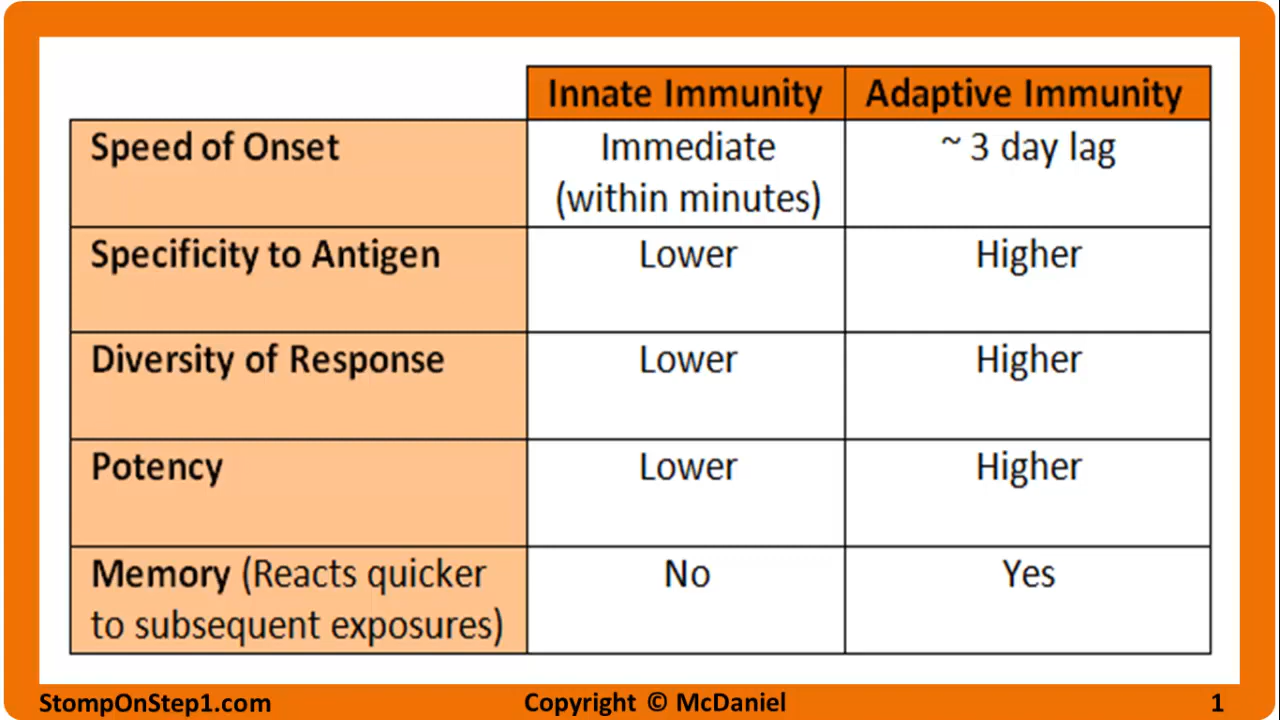 Innate Immunity Adaptive Immunity
Speed of Onset Immediate ~ 3 day lag
(within minutes)
Specificity to Antigen Lower Higher
Diversity of Response Lower Higher
Potency Lower Higher
Memory (Reacts quicker No Yes
to subsequent exposures)
StompOnStep1.com Copyright © McDaniel 1